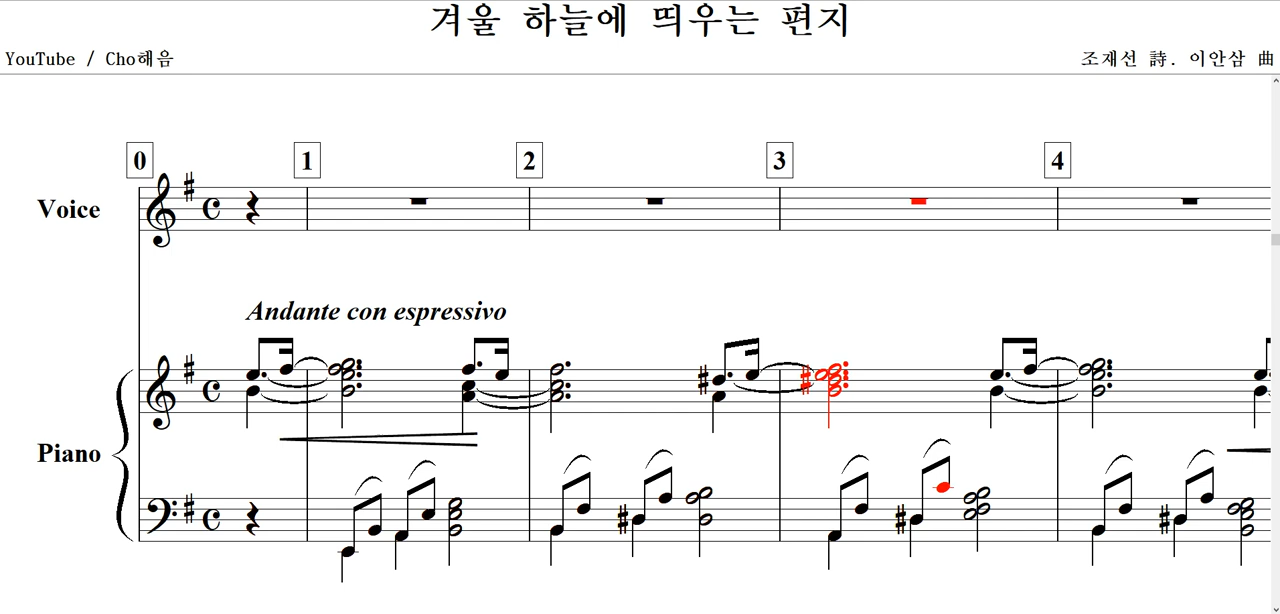 겨울 하늘에 띄우는 편지
YouTube / Cho해음
조재선 詩. 이안삼 曲
0 1 2 3 4
Voice
Andante con espressivo
Piano